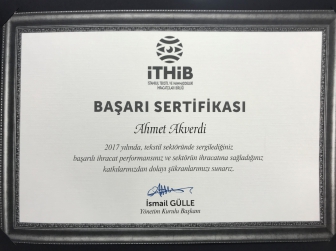 İTHİB
İSTANBUL TEKSTİL VE HAMMADDELERİ
İHRACATÇILARI BİRLİĞİ
BAŞARI SERTİFİKASI
Ahmet Akverdi
2017 yılında, tekstil sektöründe sergilediğiniz
başarılı ihracat performansınız ve sektörün ihracatına sağladığınız
katkılarınızdan dolayı şükranlarımızı sunarız.
İsmail GÜLLE
Yönetim Kurulu Başkanı